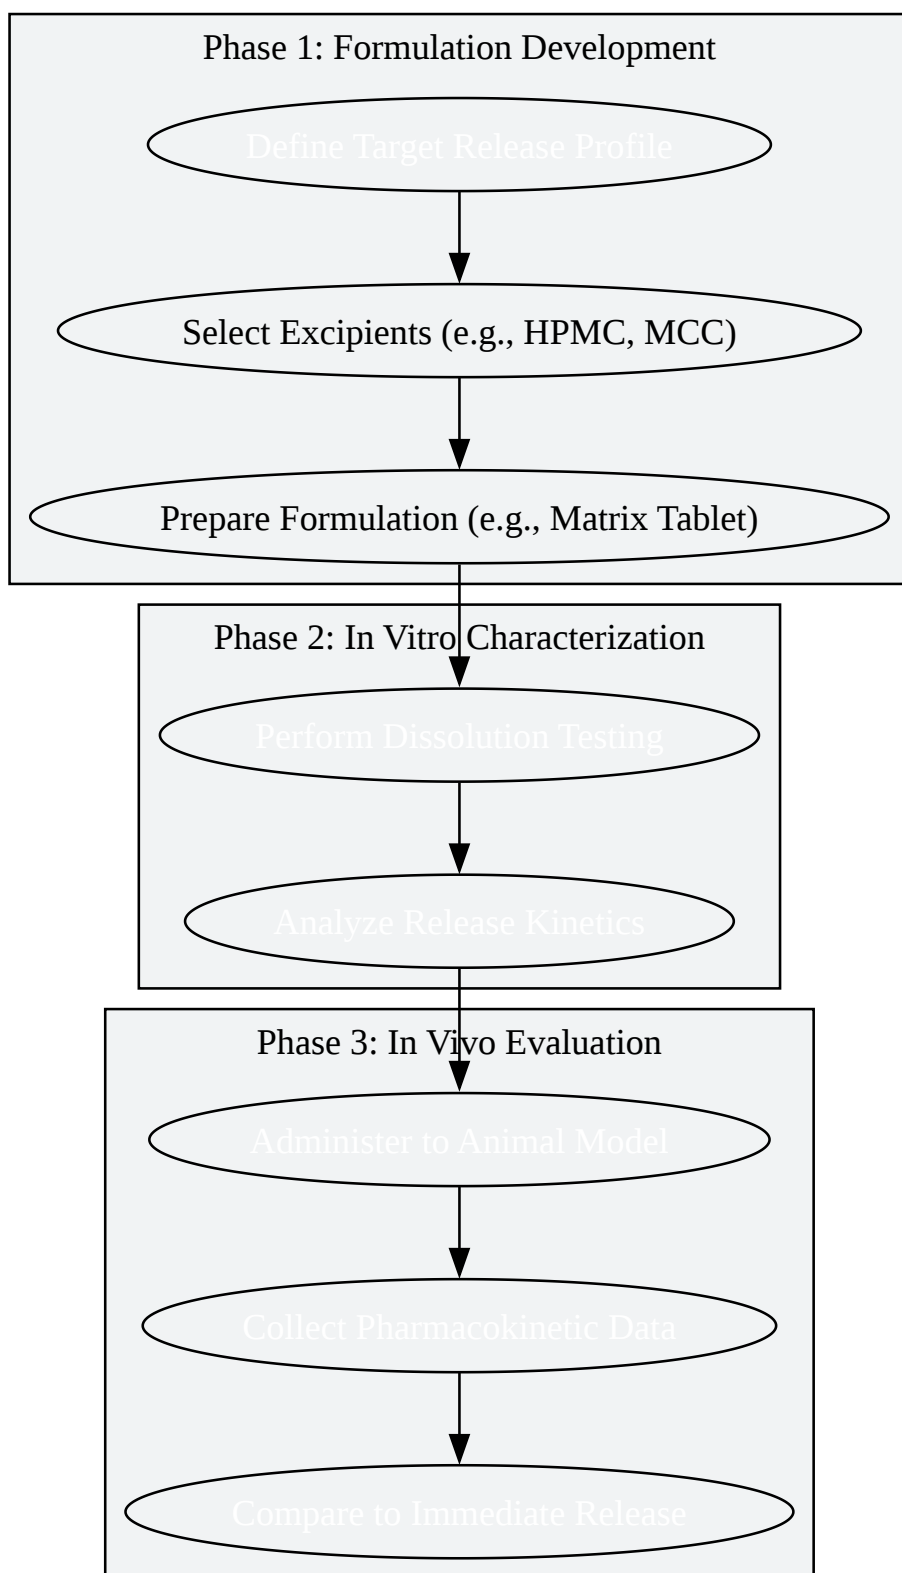 Phase 1: Formulation Development
Define Target Release Profile
Select Excipients (e.g., HPMC, MCC)
Prepare Formulation (e.g., Matrix Tablet)
Phase 2: In Vitro Characterization
Perform Dissolution Testing
Analyze Release Kinetics
Phase 3: In Vivo Evaluation
Administer to Animal Model
Collect Pharmacokinetic Data
Compare to Immediate Release